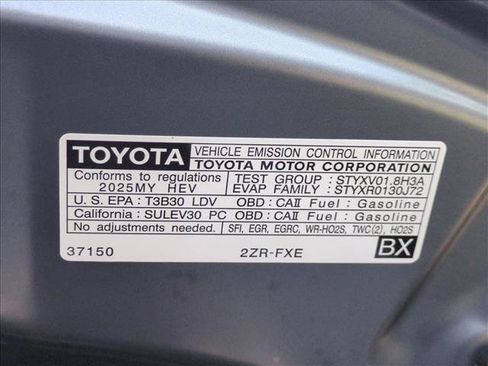 TOYOTA VEHICLE EMISSION CONTROL INFORMATION
TOYOTA MOTOR CORPORATION
Conforms to regulations TEST GROUP : STYXV01.8H3A
2025MY HEV EVAP FAMILY : STYXR0130J72
U.S. EPA : T3B30 LDV OBD : CAⅡ Fuel : Gasoline
California : SULEV30 PC OBD : CAⅡ Fuel : Gasoline
No adjustments needed. SFI, EGR, EGRC, WR-HO2S, TWC(2), HO2S
37150 2ZR-FXE BX